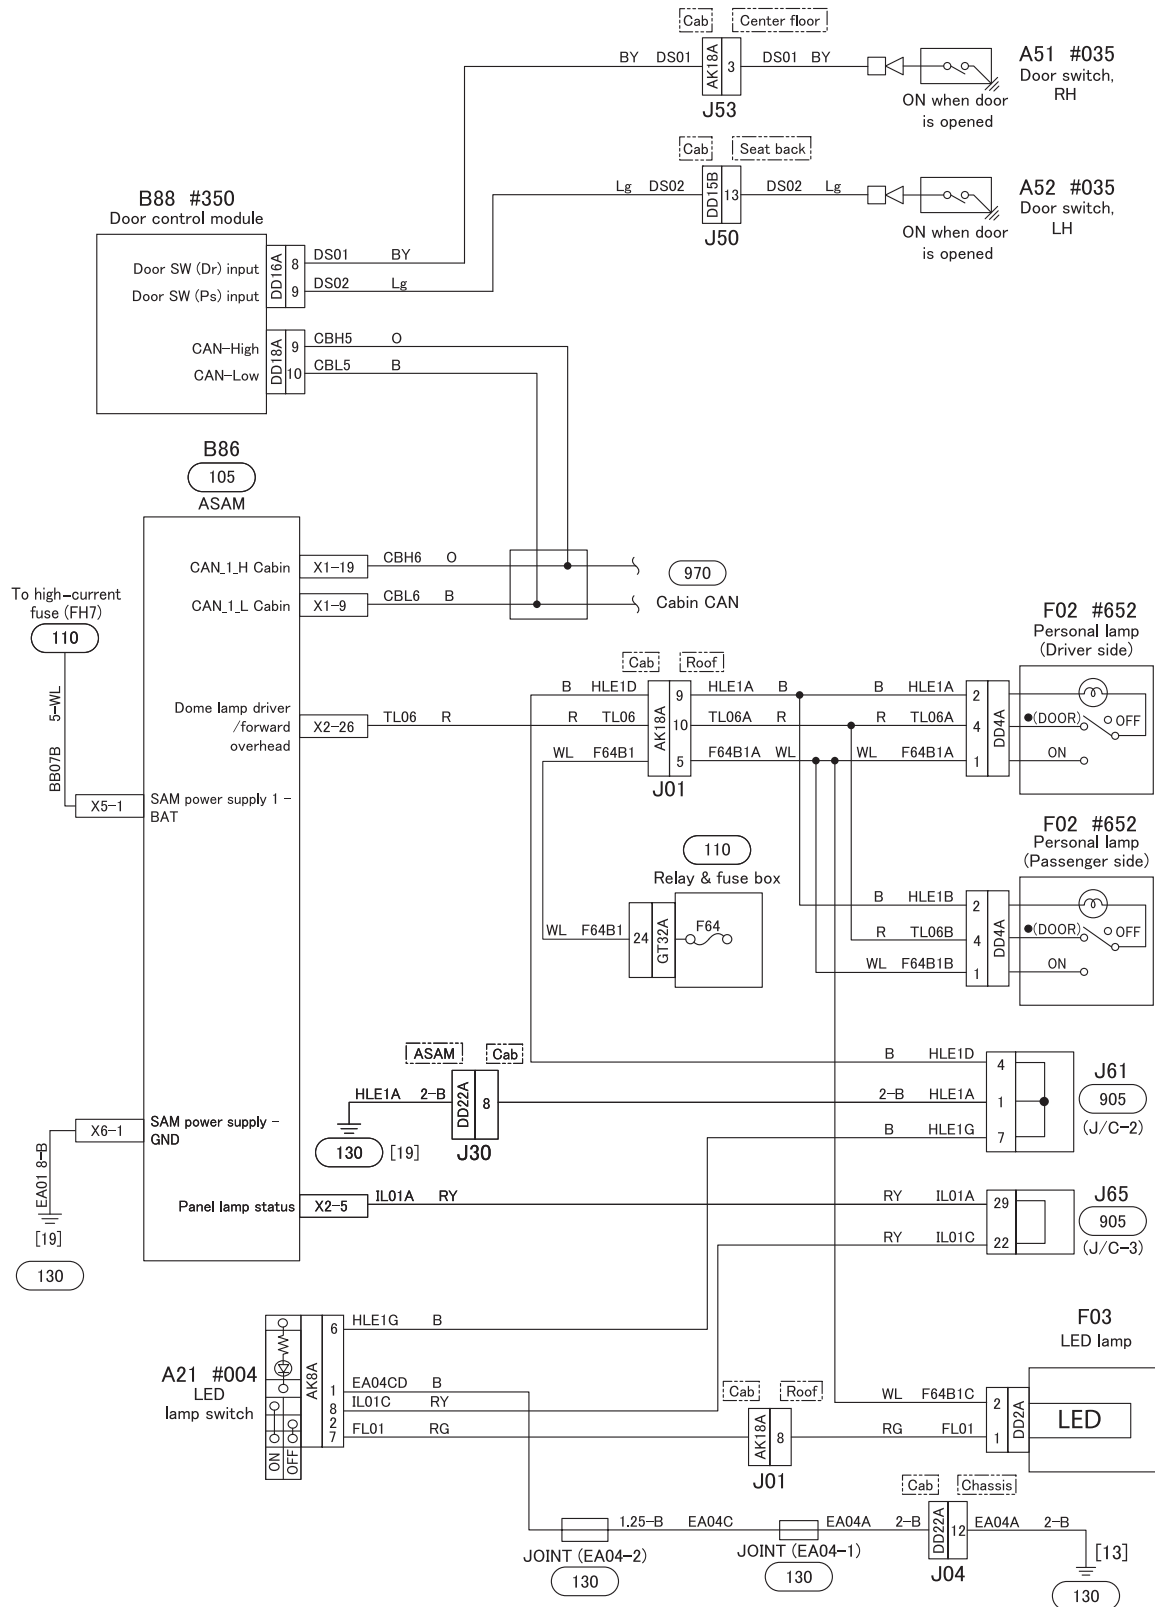 Cab
Center floor
BY DS01
AK18A
3
DS01 BY
J53
ON when door
is opened
A51 #035
Door switch,
RH
Cab
Seat back
Lg DS02
DD15B
13
DS02 Lg
J50
ON when door
is opened
A52 #035
Door switch,
LH
B88 #350
Door control module
Door SW (Dr) input
Door SW (Ps) input
DD16A
8
9
DS01 BY
DS02 Lg
CAN-High
CAN-Low
DD18A
9
10
CBH5 O
CBL5 B
B86
105
ASAM
CAN_1_H Cabin
X1-19
CBH6 O
CAN_1_L Cabin
X1-9
CBL6 B
970
Cabin CAN
To high-current
fuse (FH7)
110
5-WL
BB07B
X5-1
SAM power supply 1 -
BAT
Dome lamp driver
/forward
overhead
X2-26
TL06 R
Cab
Roof
B HLE1D
R TL06
WL F64B1
AK18A
9
10
5
J01
HLE1A B
TL06A R
F64B1A WL
B HLE1A
R TL06A
WL F64B1A
2
4
1
DD4A
F02 #652
Personal lamp
(Driver side)
●(DOOR)
OFF
ON
F02 #652
Personal lamp
(Passenger side)
B HLE1B
R TL06B
WL F64B1B
2
4
1
DD4A
●(DOOR)
OFF
ON
110
Relay & fuse box
WL F64B1
24
GT32A
F64
ASAM
Cab
HLE1A 2-B
DD22A
8
J30
130
[19]
B HLE1D
2-B HLE1A
B HLE1G
4
1
7
J61
905
(J/C-2)
X6-1
SAM power supply -
GND
EA01 8-B
[19]
130
Panel lamp status
X2-5
IL01A RY
RY IL01A
RY IL01C
29
22
J65
905
(J/C-3)
A21 #004
LED
lamp switch
ON
OFF
AK8A
6
1
8
2
7
HLE1G B
EA04CD B
IL01C RY
FL01 RG
Cab
Roof
AK18A
8
J01
WL F64B1C
RG FL01
2
1
DD2A
F03
LED lamp
LED
JOINT (EA04-2)
130
1.25-B EA04C
JOINT (EA04-1)
130
EA04A 2-B
Cab
Chassis
DD22A
12
J04
EA04A 2-B
[13]
130